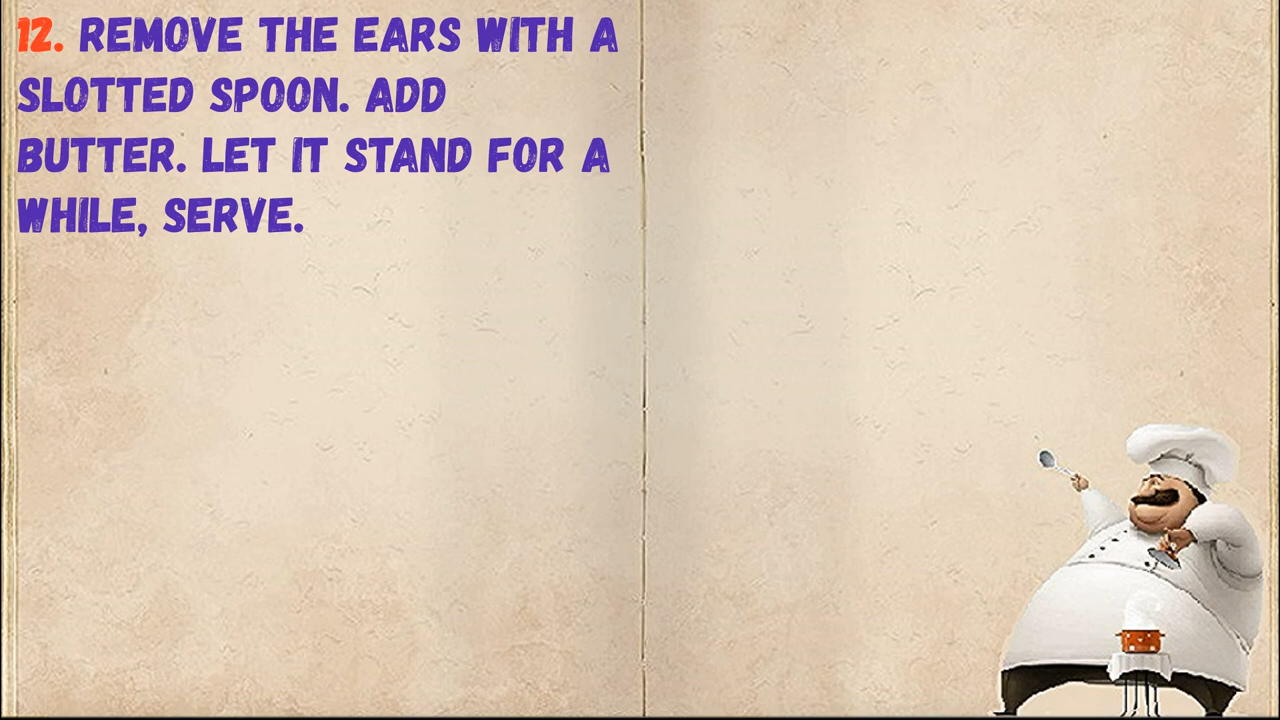 12. REMOVE THE EARS WITH A
SLOTTED SPOON. ADD
BUTTER. LET IT STAND FOR A
WHILE, SERVE.